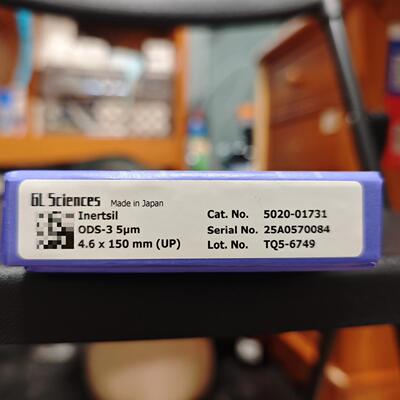 GL Sciences Made in Japan
Inertsil Cat. No. 5020-01731
ODS-3 5μm Serial No. 25A0570084
4.6 x 150 mm (UP) Lot. No. TQ5-6749